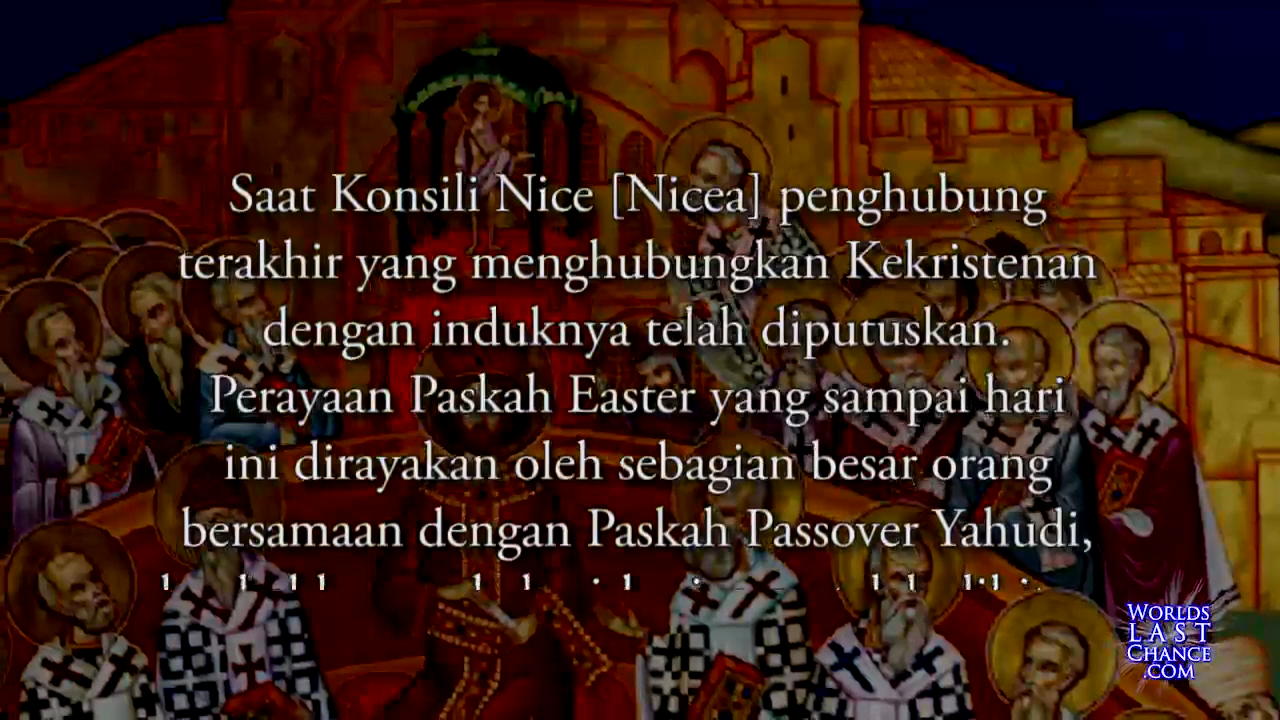 Saat Konsili Nice [Nicea] penghubung
terakhir yang menghubungkan Kekristenan
dengan induknya telah diputuskan.
Perayaan Paskah Easter yang sampai hari
ini dirayakan oleh sebagian besar orang
bersamaan dengan Paskah Passover Yahudi,
WORLDS
LAST
CHANCE
.COM